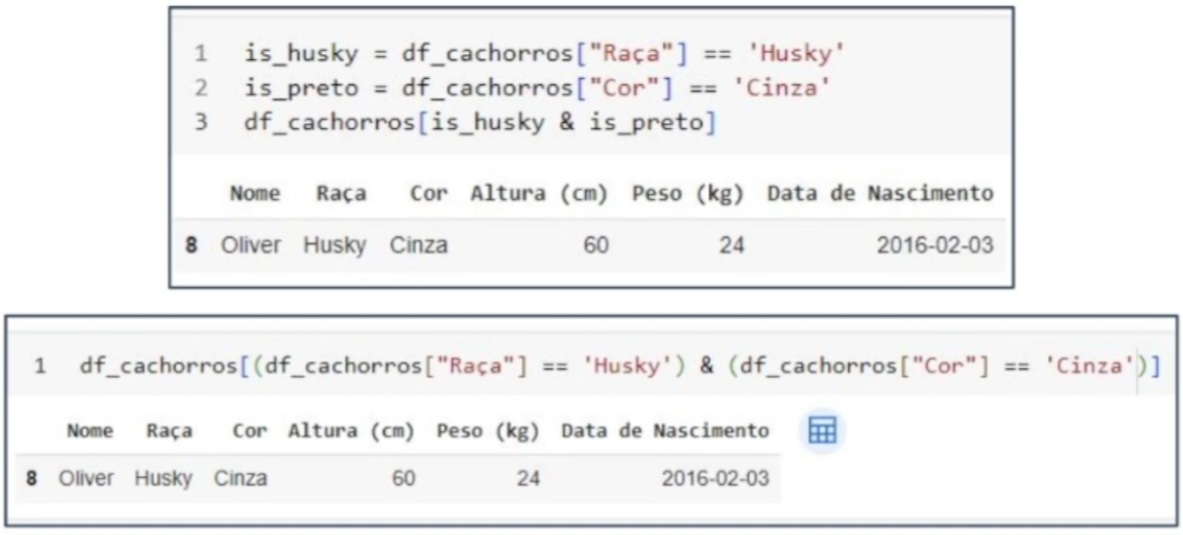 1 is_husky = df_cachorros["Raça"] == 'Husky'
2 is_preto = df_cachorros["Cor"] == 'Cinza'
3 df_cachorros[is_husky & is_preto]
Nome Raça Cor Altura (cm) Peso (kg) Data de Nascimento
8 Oliver Husky Cinza 60 24 2016-02-03
1 df_cachorros[(df_cachorros["Raça"] == 'Husky') & (df_cachorros["Cor"] == 'Cinza')]
Nome Raça Cor Altura (cm) Peso (kg) Data de Nascimento
8 Oliver Husky Cinza 60 24 2016-02-03